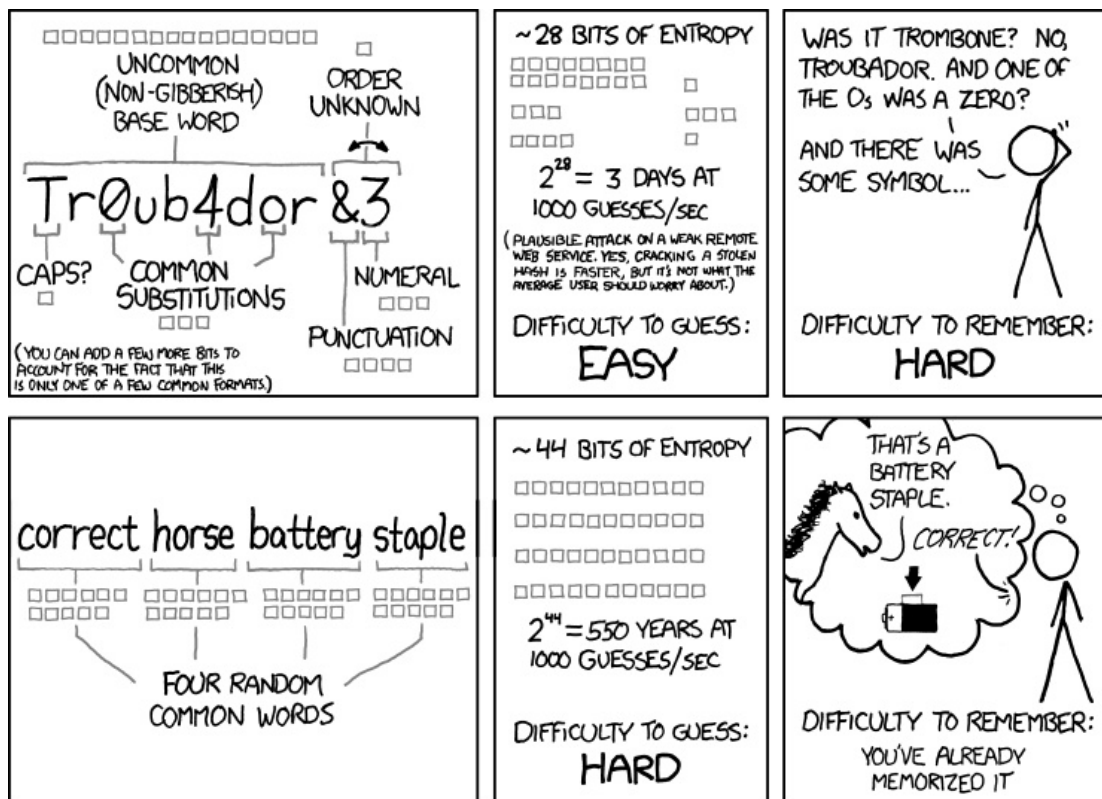 UNCOMMON
(NON-GIBBERISH)
BASE WORD
ORDER
UNKNOWN
Tr0ub4dor &3
CAPS?
COMMON
SUBSTITUTIONS
NUMERAL
PUNCTUATION
(YOU CAN ADD A FEW MORE BITS TO
ACCOUNT FOR THE FACT THAT THIS
IS ONLY ONE OF A FEW COMMON FORMATS.)
~28 BITS OF ENTROPY
2²⁸ = 3 DAYS AT
1000 GUESSES/SEC
(PLAUSIBLE ATTACK ON A WEAK REMOTE
WEB SERVICE. YES, CRACKING A STOLEN
HASH IS FASTER, BUT IT'S NOT WHAT THE
AVERAGE USER SHOULD WORRY ABOUT.)
DIFFICULTY TO GUESS:
EASY
WAS IT TROMBONE? NO,
TROUBADOR. AND ONE OF
THE Os WAS A ZERO?
AND THERE WAS
SOME SYMBOL...
DIFFICULTY TO REMEMBER:
HARD
correct horse battery staple
FOUR RANDOM
COMMON WORDS
~44 BITS OF ENTROPY
2⁴⁴ = 550 YEARS AT
1000 GUESSES/SEC
DIFFICULTY TO GUESS:
HARD
THAT'S A
BATTERY
STAPLE.
CORRECT!
+
DIFFICULTY TO REMEMBER:
YOU'VE ALREADY
MEMORIZED IT